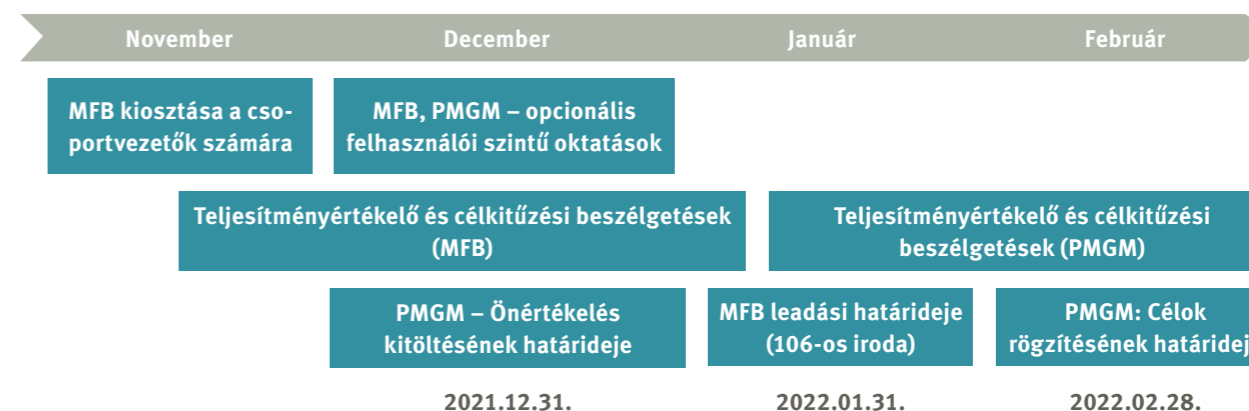 November December Január Február
MFB kiosztása a cso-
portvezetők számára
MFB, PMGM – opcionális
felhasználói szintű oktatások
Teljesítményértékelő és célkitűzési beszélgetések
(MFB)
Teljesítményértékelő és célkitűzési
beszélgetések (PMGM)
PMGM – Önértékelés
kitöltésének határideje
MFB leadási határideje
(106-os iroda)
PMGM: Célok
rögzítésének határidej
2021.12.31. 2022.01.31. 2022.02.28.